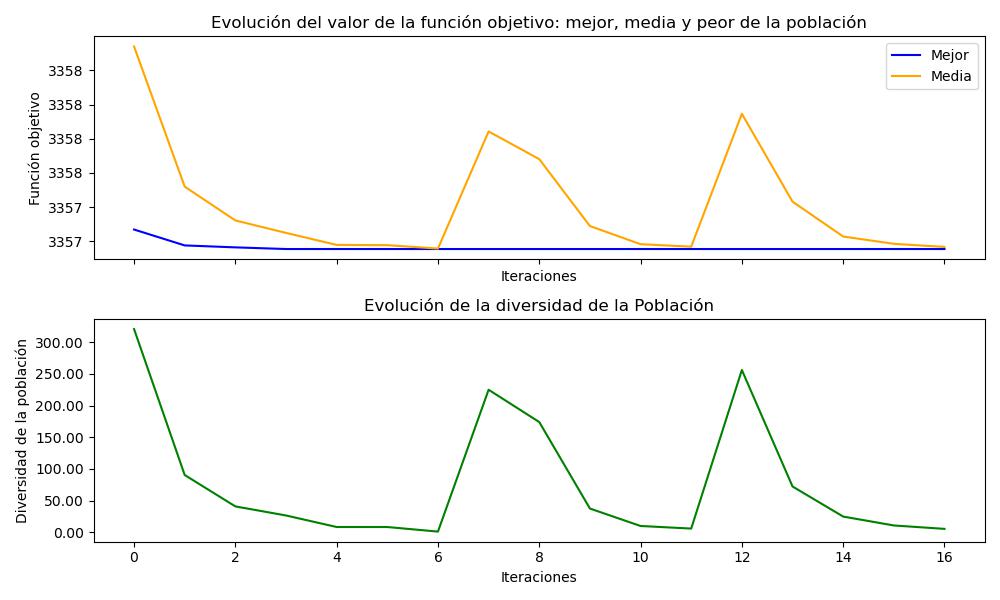 Evolución del valor de la función objetivo: mejor, media y peor de la población
Función objetivo
3358
3358
3358
3358
3357
3357
Mejor
Media
Iteraciones
Evolución de la diversidad de la Población
Diversidad de la población
300.00
250.00
200.00
150.00
100.00
50.00
0.00
0 2 4 6 8 10 12 14 16
Iteraciones